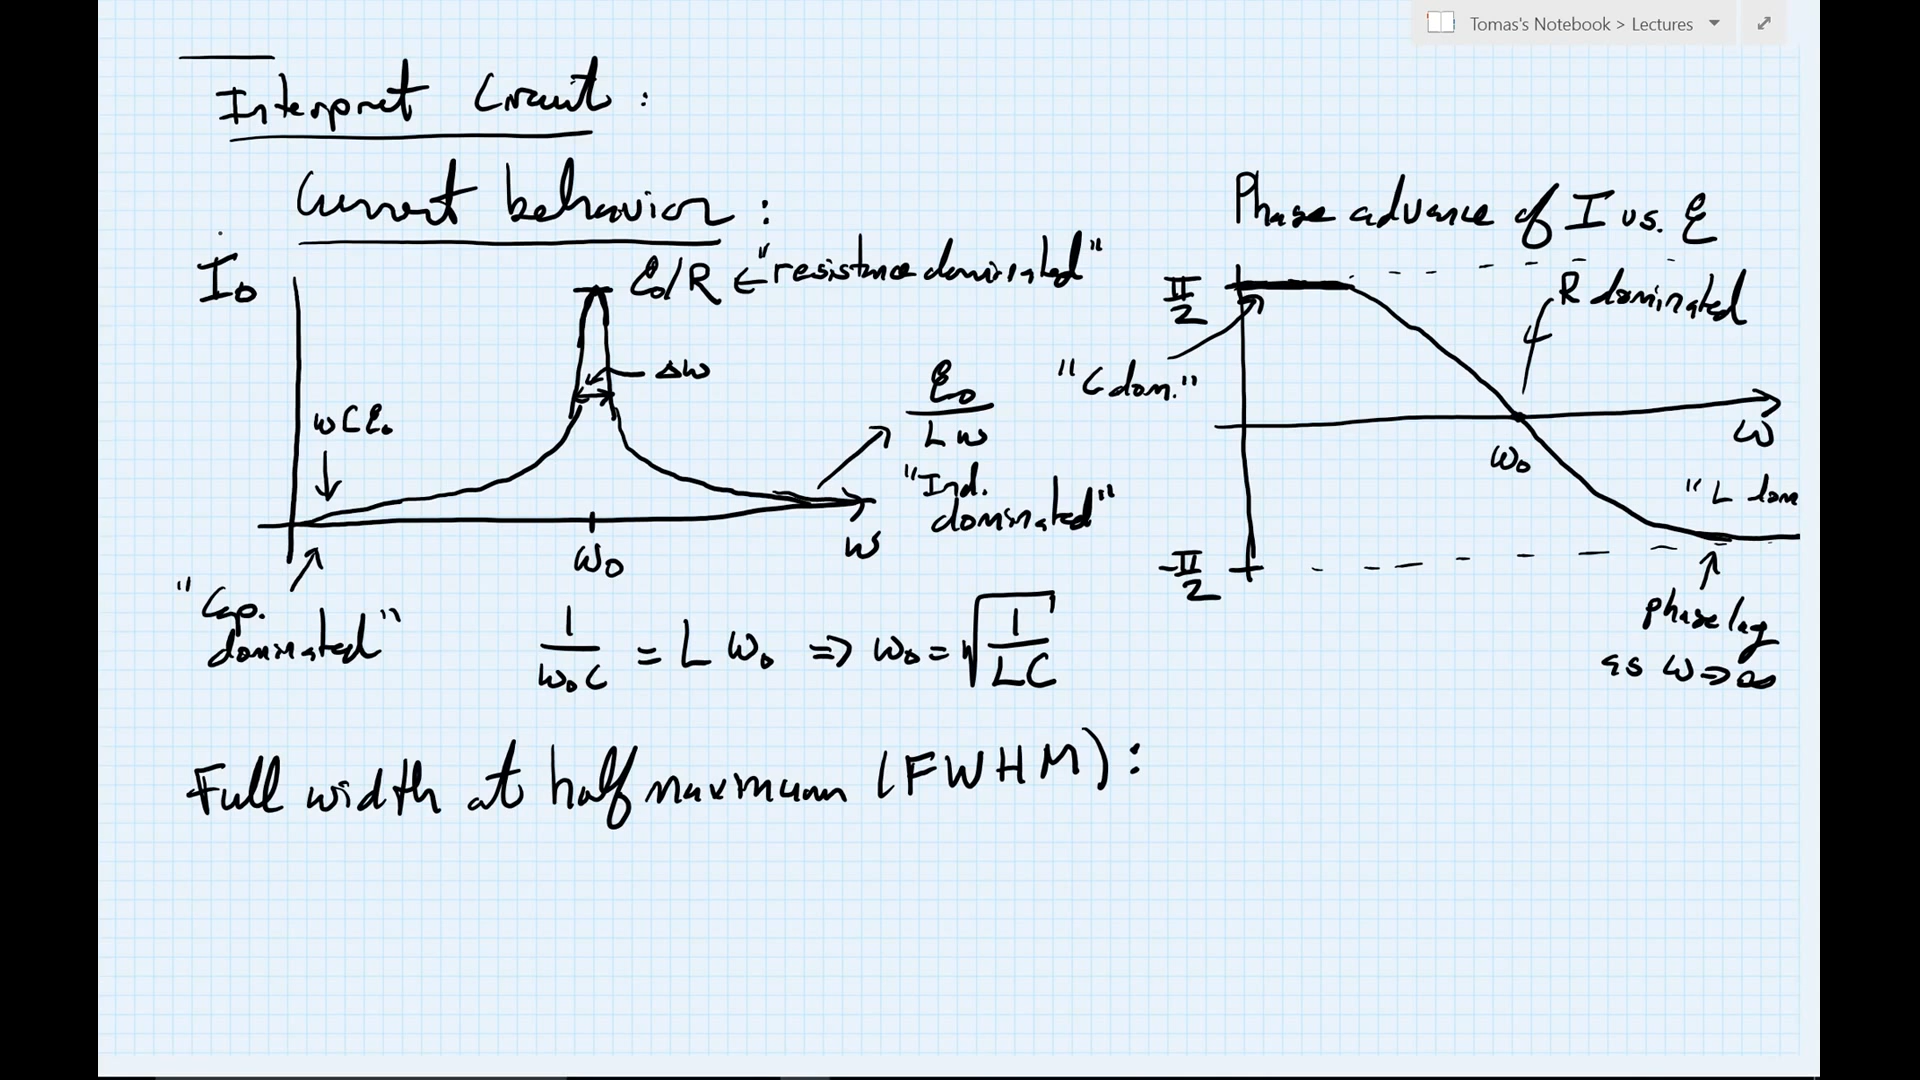 Tomas's Notebook > Lectures
Interpret Circuit :
Current behavior :
I₀
ℰ₀/R ← "resistance dominated"
Δω
ωCℰ₀
ℰ₀
Lω
"Ind.
dominated"
ω₀
ω
"Cap.
dominated"
1/(ω₀C) = Lω₀ => ω₀ = √(1/(LC))
Phase advance of I vs. ℰ
π/2
R dominated
"C dom."
ω
ω₀
"L dom
-π/2
phase lag
as ω => ∞
Full width at half maximum (FWHM) :